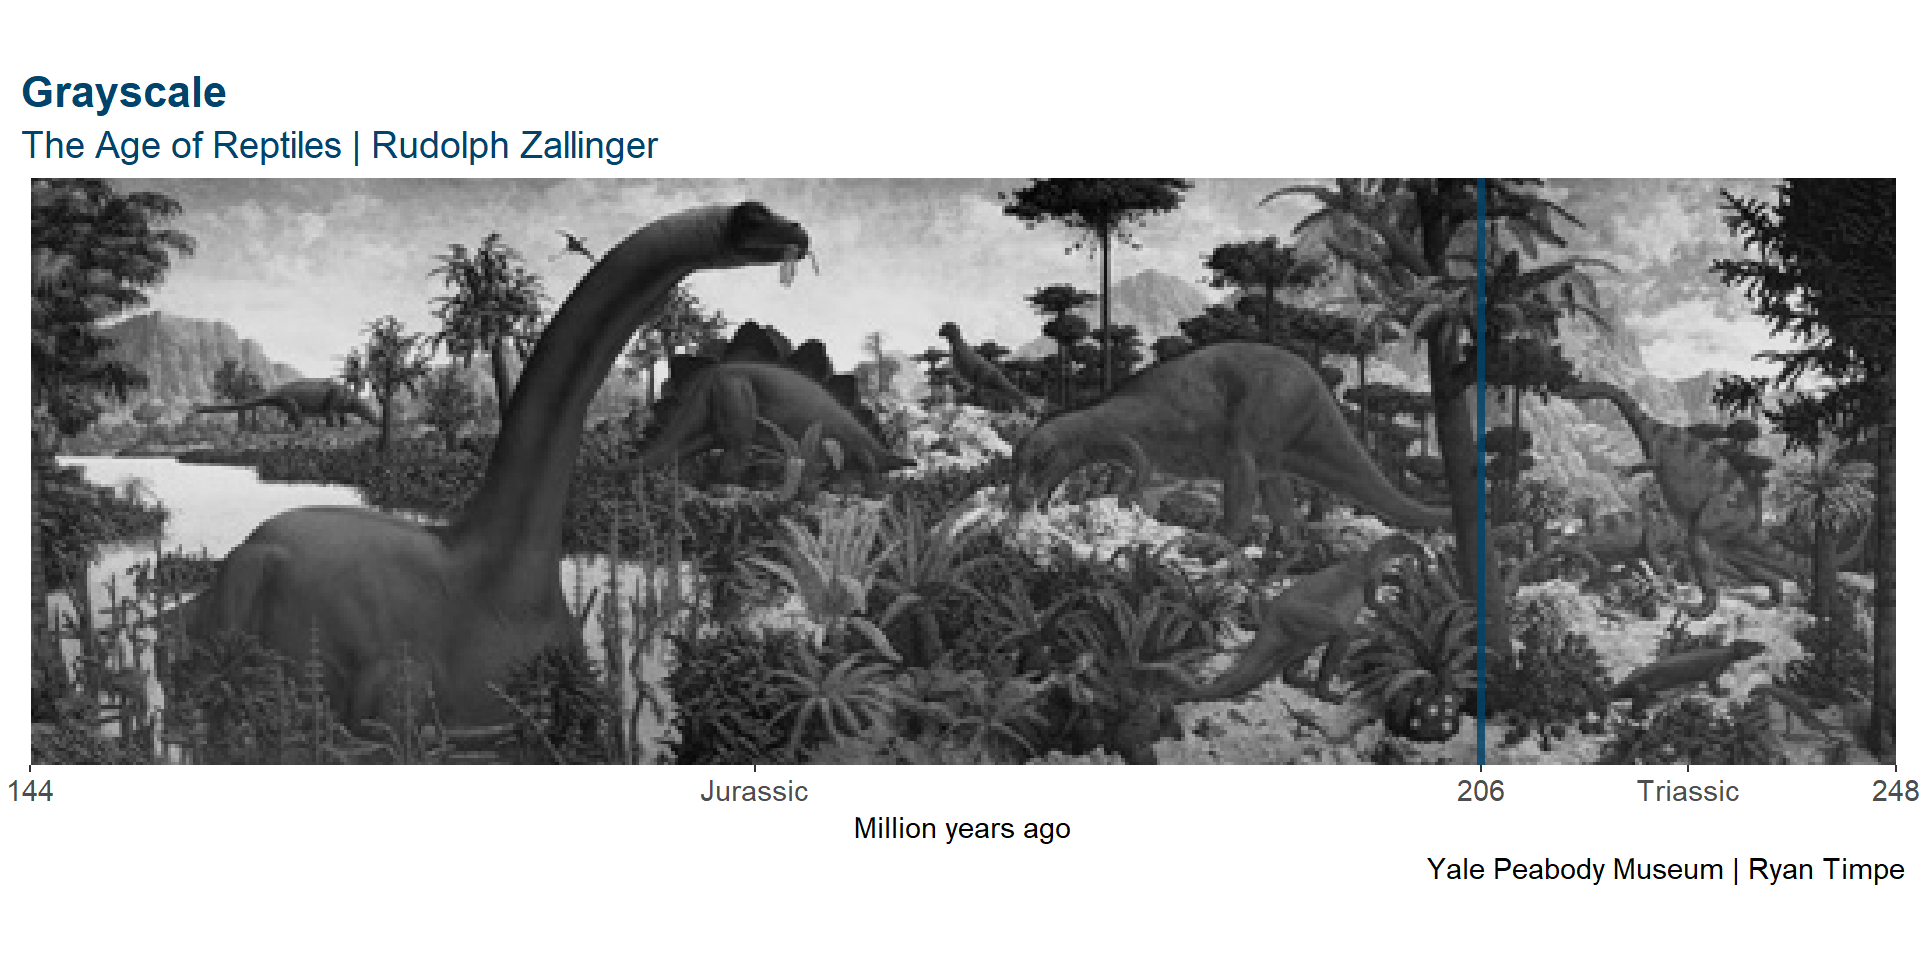 Grayscale
The Age of Reptiles | Rudolph Zallinger
144 Jurassic 206 Triassic 248
Million years ago
Yale Peabody Museum | Ryan Timpe